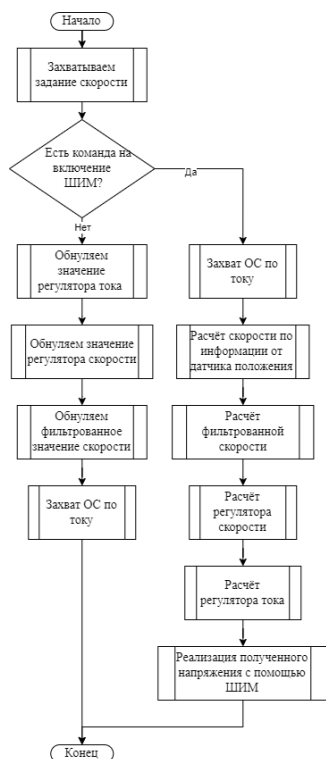 Начало
Захватываем
задание скорости
Есть команда на
включение
ШИМ?
Да
Нет
Обнуляем
значение
регулятора тока
Обнуляем значение
регулятора скорости
Обнуляем
фильтрованное
значение скорости
Захват ОС по
току
Захват ОС по
току
Расчёт скорости по
информации от
датчика положения
Расчёт
фильтрованной
скорости
Расчёт
регулятора
скорости
Расчёт
регулятора тока
Реализация полученного
напряжения с помощью
ШИМ
Конец